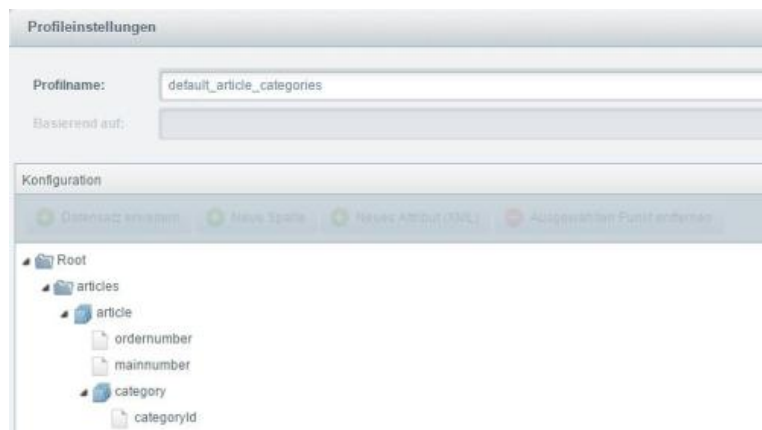 Profileinstellungen
Profilname: default_article_categories
Basierend auf:
Konfiguration
Datensatz erweitern Neue Spalte Neues Attribut (XML) Ausgewählten Punkt entfernen
Root
articles
article
ordernumber
mainnumber
category
categoryId